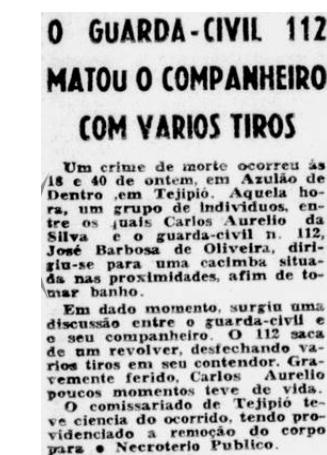 O GUARDA-CIVIL 112
MATOU O COMPANHEIRO
COM VARIOS TIROS
Um crime de morte ocorreu ás
18 e 40 de ontem, em Azulão de
Dentro ,em Tejipió. Aquela ho-
ra, um grupo de individuos, en-
tre os quais Carlos Aurelio da
Silva e o guarda-civil n. 112,
José Barbosa de Oliveira, diri-
giu-se para uma cacimba situa-
da nas proximidades, afim de to-
mar banho.
Em dado momento, surgiu uma
discussão entre o guarda-civil e
o seu companheiro. O 112 saca
de um revolver, desfechando va-
rios tiros em seu contendor. Gra-
vemente ferido, Carlos Aurelio
poucos momentos teve de vida.
O comissariado de Tejipió te-
ve ciencia do ocorrido, tendo pro-
videnciado a remoção do corpo
para o Necroterio Publico.